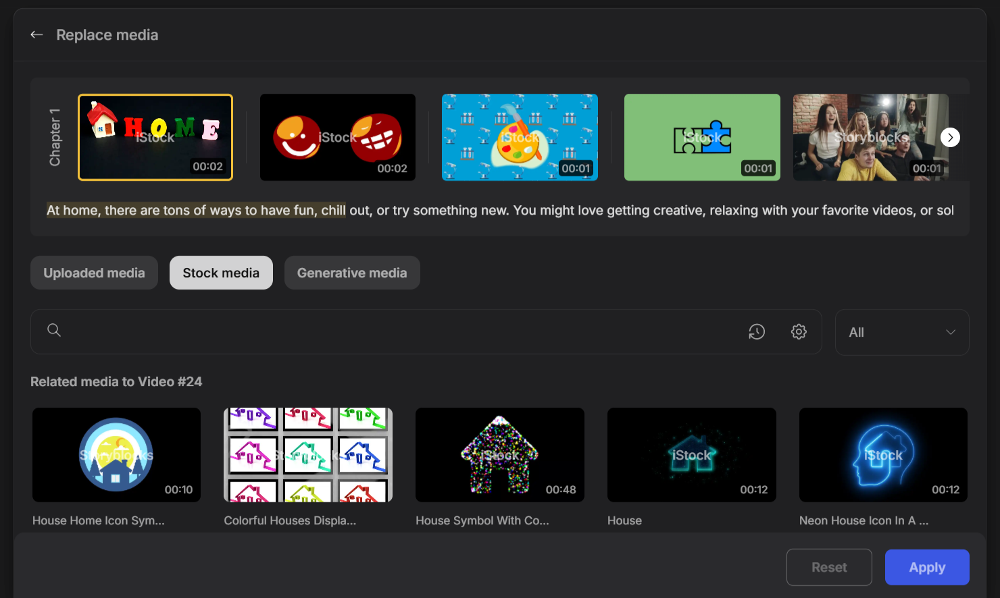 Replace media
Chapter 1
HOME
iStock
00:02
iStock
00:02
iStock
00:01
iStock
00:01
Storyblocks
00:01
At home, there are tons of ways to have fun, chill out, or try something new. You might love getting creative, relaxing with your favorite videos, or sol
Uploaded media
Stock media
Generative media
All
Related media to Video #24
Storyblocks
00:10
iStock
00:48
iStock
00:12
iStock
00:12
House Home Icon Sym...
Colorful Houses Displa...
House Symbol With Co...
House
Neon House Icon In A ...
Reset
Apply